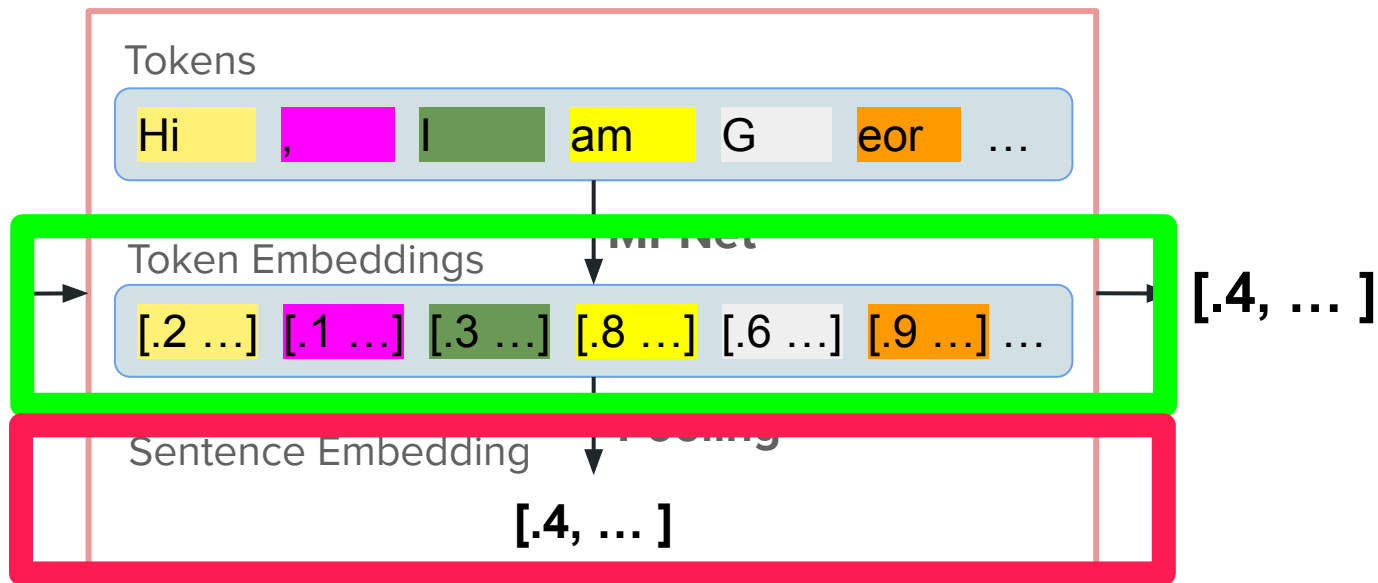 Tokens
Hi , I am G eor …
Token Embeddings
[.2 …] [.1 …] [.3 …] [.8 …] [.6 …] [.9 …] …
[.4, … ]
Sentence Embedding
[.4, … ]